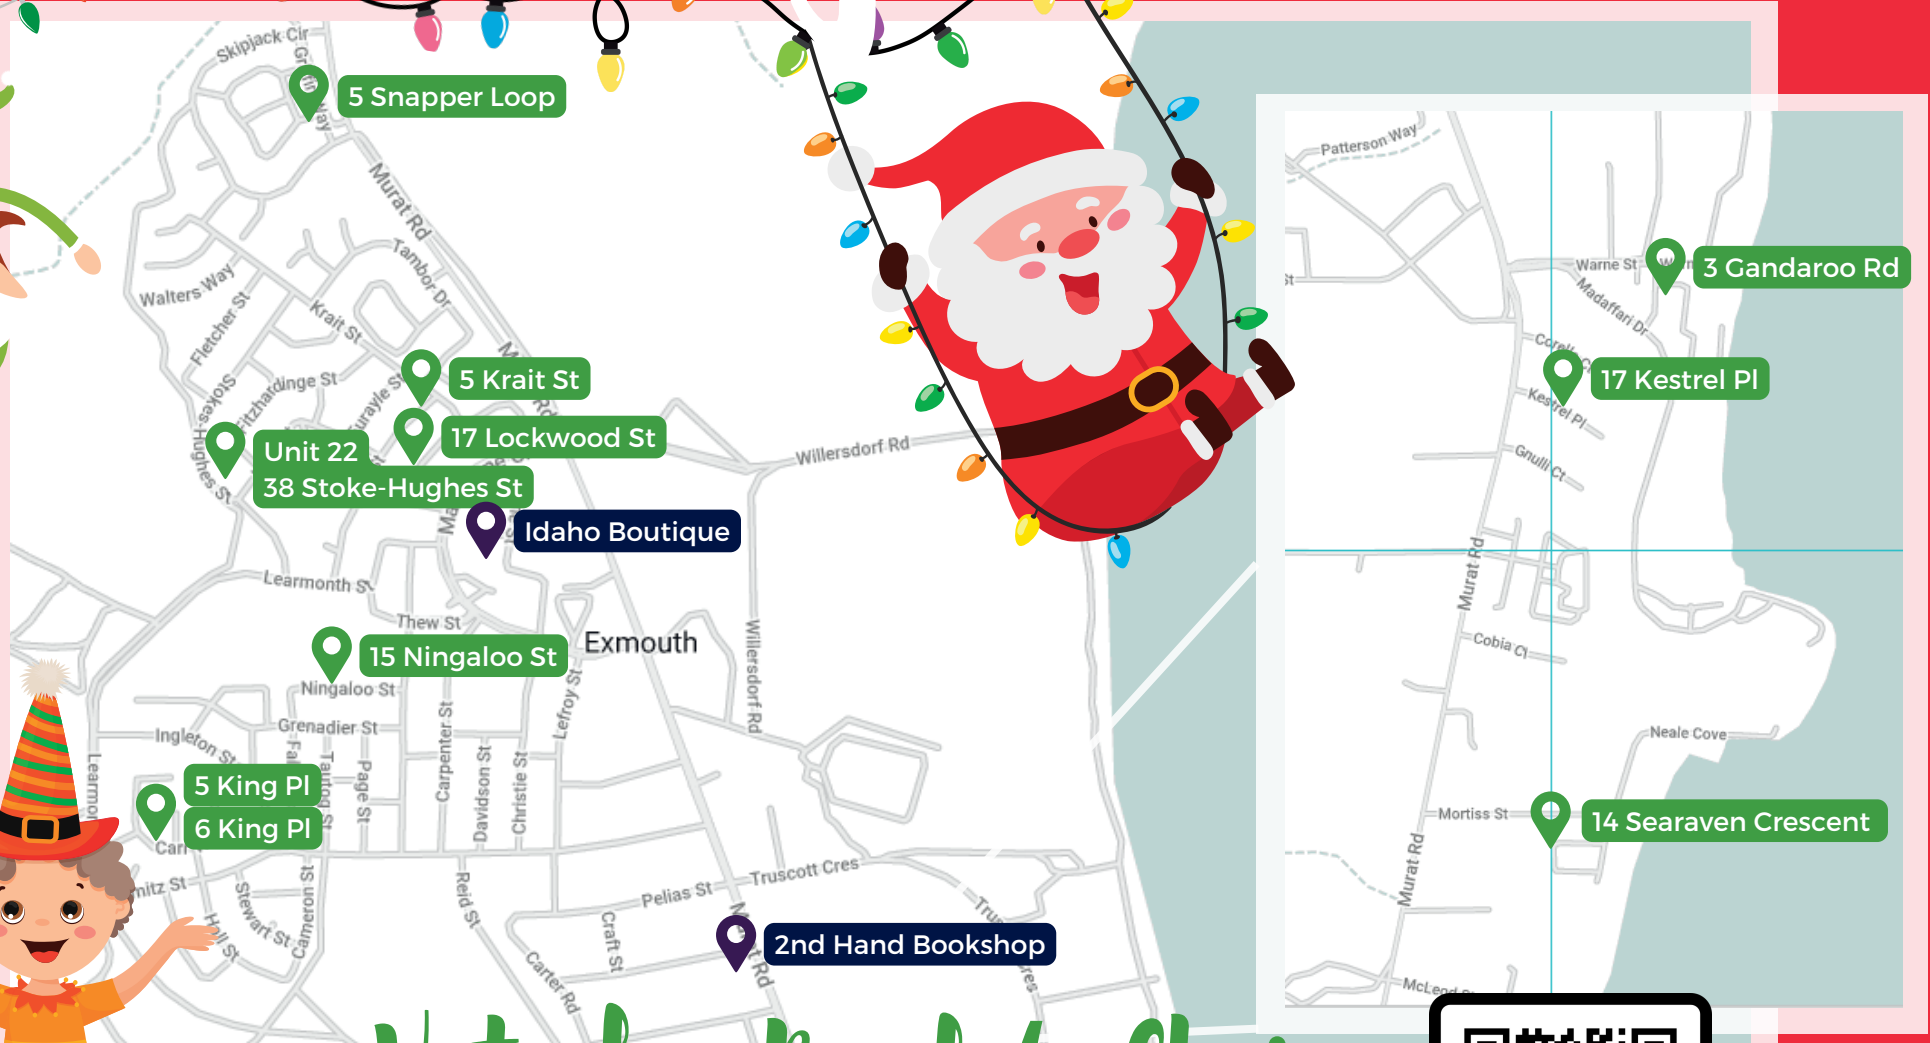 Skipjack Cir
5 Snapper Loop
Murat Rd
Tambor Dr
Walters Way
Fletcher St
Krait St
5 Krait St
Fitzhardinge St
Stokes-Hughes St
17 Lockwood St
Unit 22
38 Stoke-Hughes St
Idaho Boutique
Willersdorf Rd
Learmonth St
Thew St
Exmouth
15 Ningaloo St
Ningaloo St
Willersdorf Rd
Lefroy St
Grenadier St
Ingleton St
Carpenter St
Davidson St
Christie St
Page St
5 King Pl
6 King Pl
Stewart St
Cameron St
Reid St
Pelias St
Truscott Cres
Craft St
Carter Rd
Murat Rd
2nd Hand Bookshop
Patterson Way
Warne St
3 Gandaroo Rd
Madaffari Dr
17 Kestrel Pl
Kestrel Pl
Gnulli Ct
Murat Rd
Cobia Cl
Neale Cove
Mortiss St
14 Searaven Crescent
Murat Rd